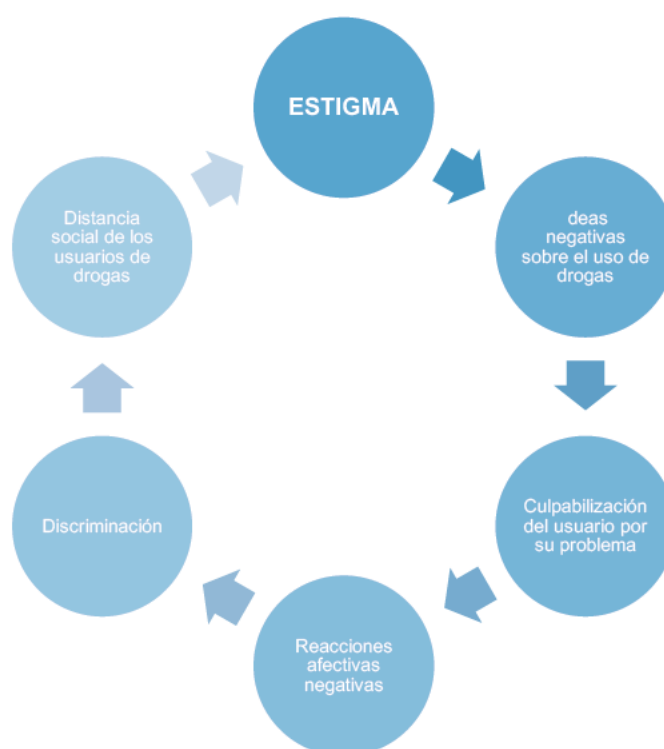 ESTIGMA
deas
negativas
sobre el uso de
drogas
Culpabilización
del usuario por
su problema
Reacciones
afectivas
negativas
Discriminación
Distancia
social de los
usuarios de
drogas